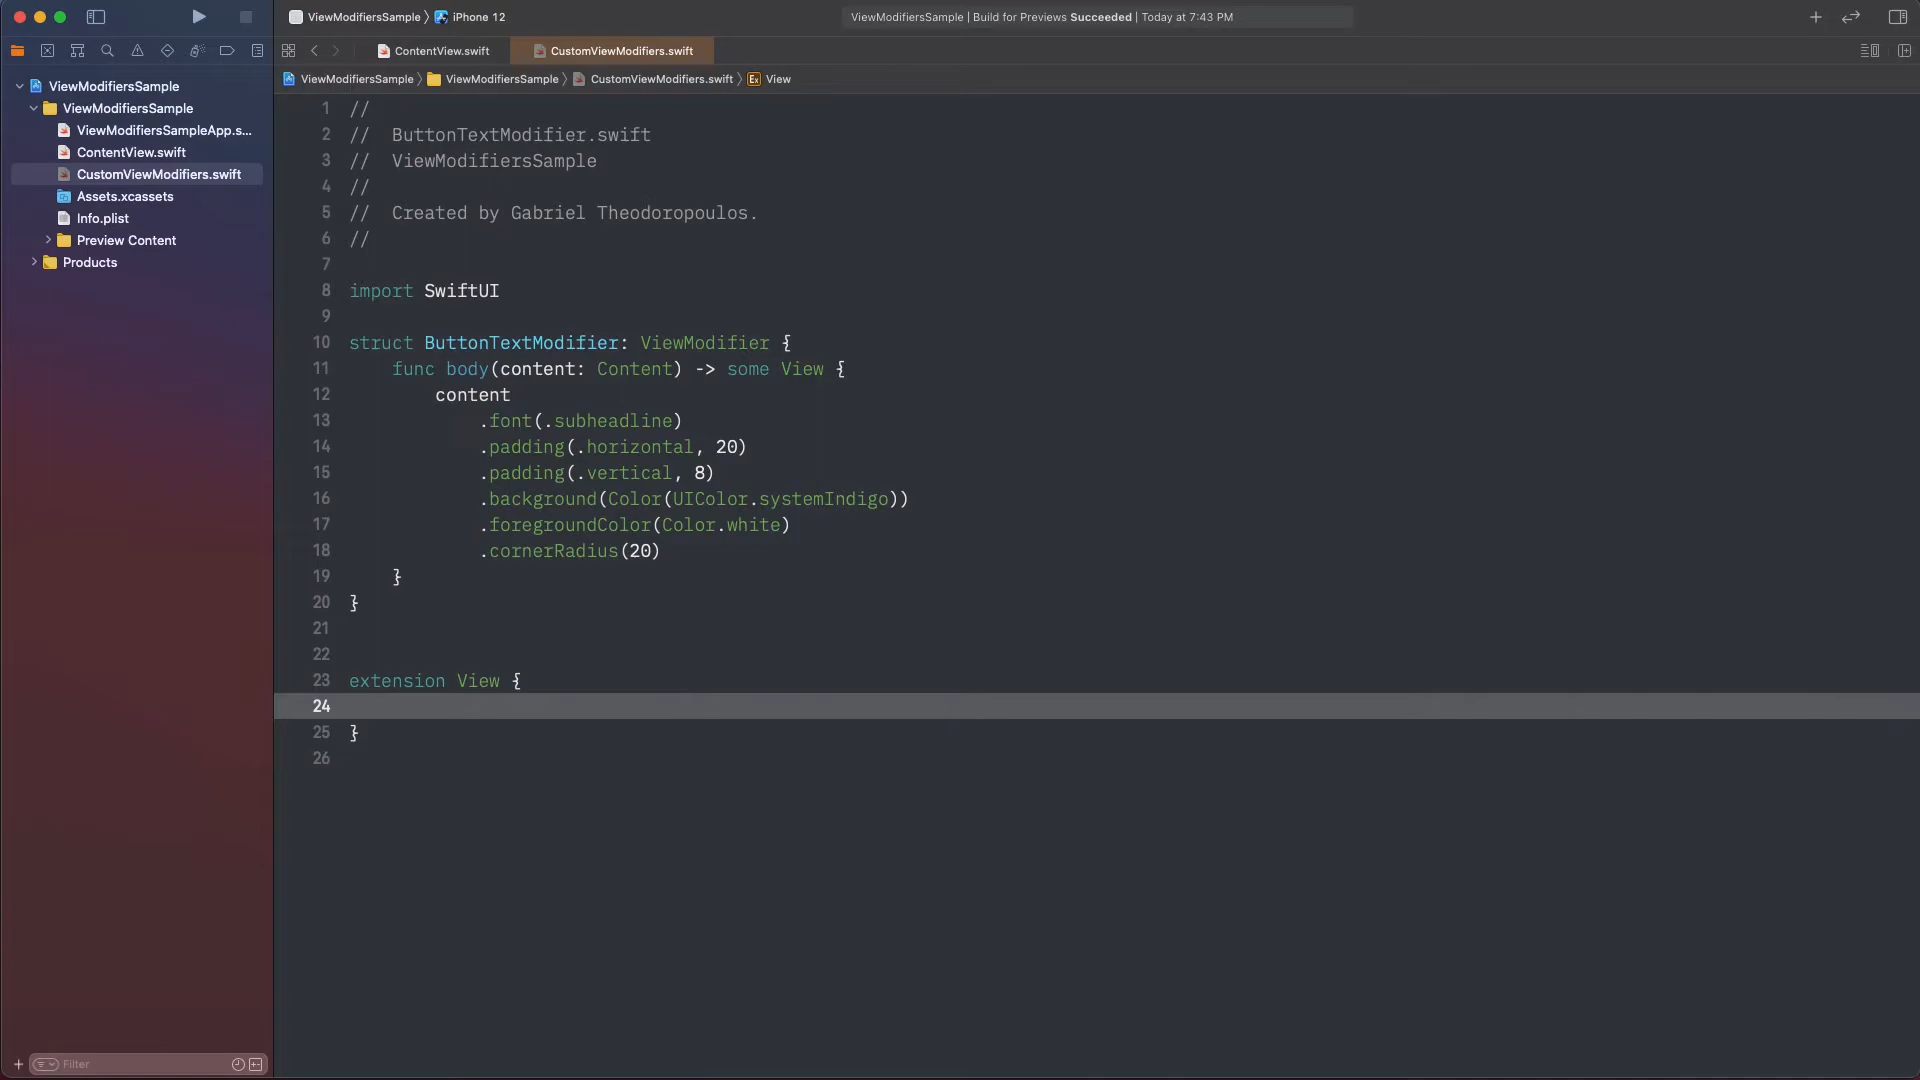 ViewModifiersSample 〉 iPhone 12
ViewModifiersSample | Build for Previews Succeeded | Today at 7:43 PM
ContentView.swift
CustomViewModifiers.swift
ViewModifiersSample 〉 ViewModifiersSample 〉 CustomViewModifiers.swift 〉 Ex View
ViewModifiersSample
ViewModifiersSample
ViewModifiersSampleApp.s...
ContentView.swift
CustomViewModifiers.swift
Assets.xcassets
Info.plist
Preview Content
Products
Filter
1 //
2 //  ButtonTextModifier.swift
3 //  ViewModifiersSample
4 //
5 //  Created by Gabriel Theodoropoulos.
6 //
7
8 import SwiftUI
9
10 struct ButtonTextModifier: ViewModifier {
11     func body(content: Content) -> some View {
12         content
13             .font(.subheadline)
14             .padding(.horizontal, 20)
15             .padding(.vertical, 8)
16             .background(Color(UIColor.systemIndigo))
17             .foregroundColor(Color.white)
18             .cornerRadius(20)
19     }
20 }
21
22
23 extension View {
24
25 }
26